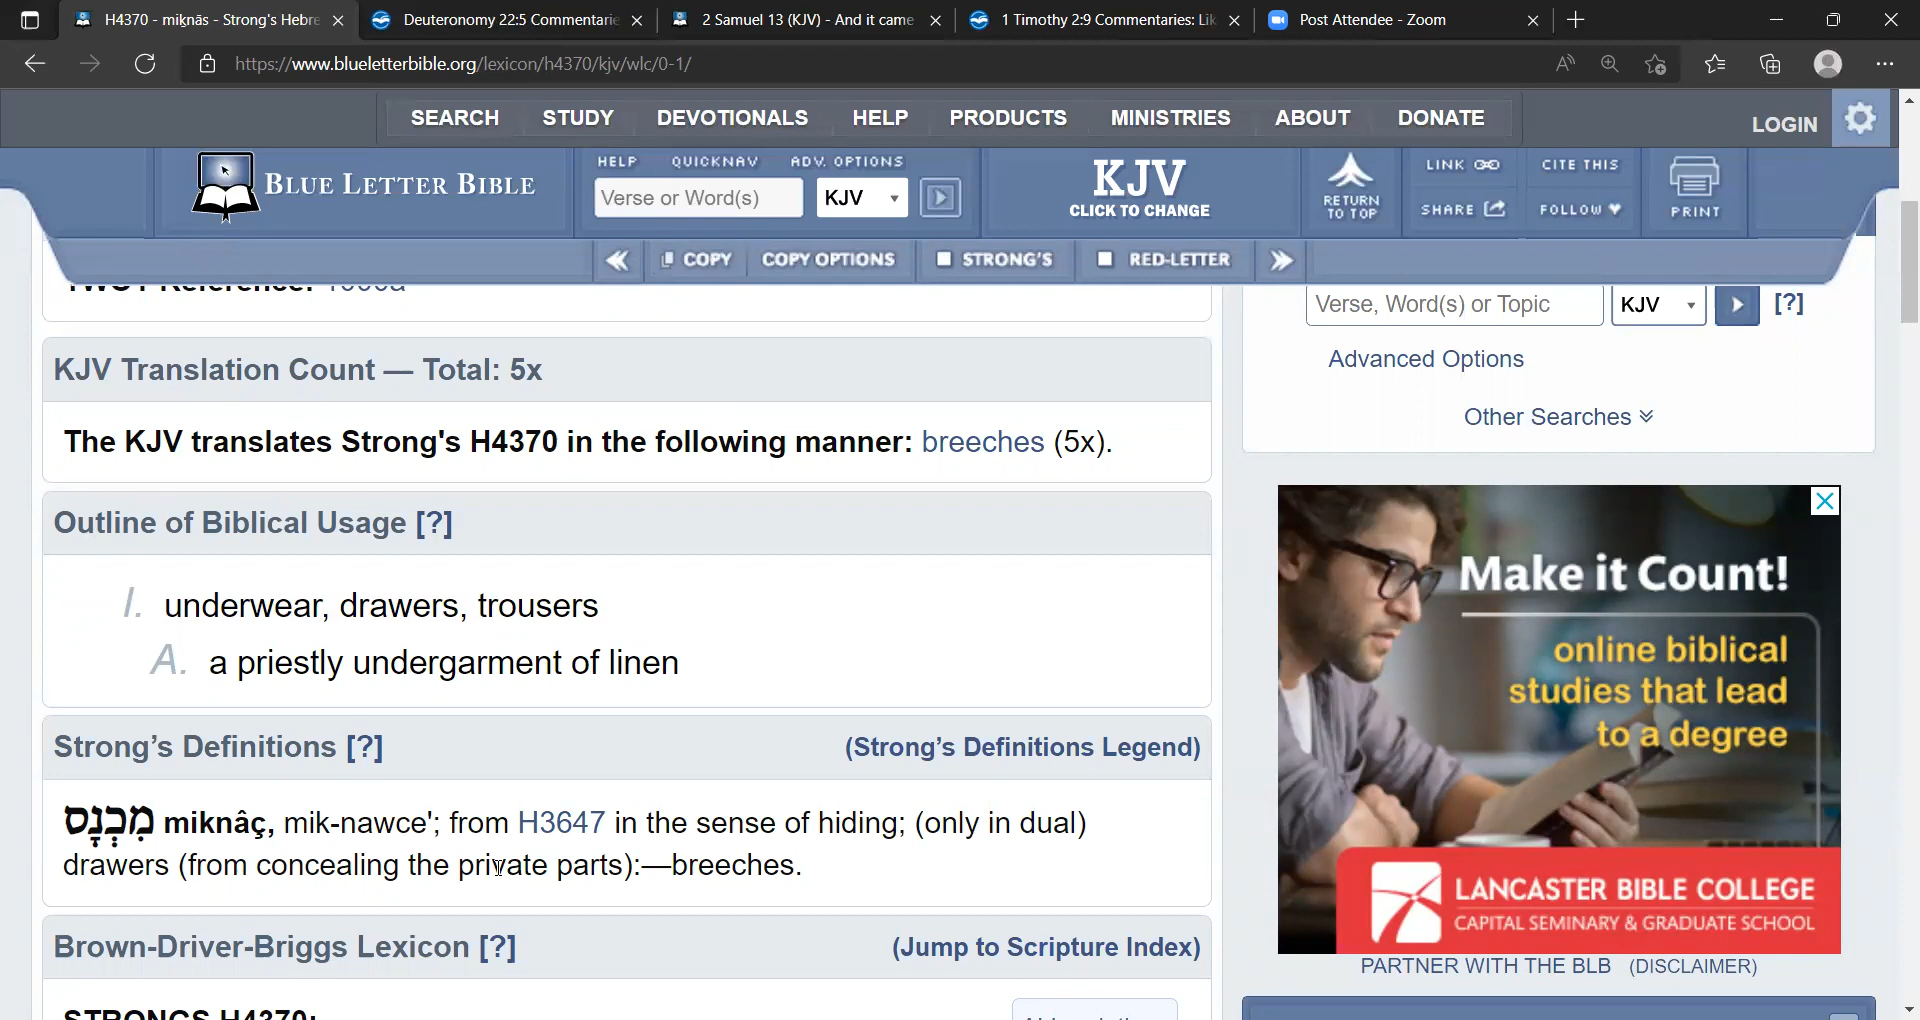 H4370 - miḵnās - Strong's Hebre
Deuteronomy 22:5 Commentarie
2 Samuel 13 (KJV) - And it came
1 Timothy 2:9 Commentaries: Lik
Post Attendee - Zoom
https://www.blueletterbible.org/lexicon/h4370/kjv/wlc/0-1/
SEARCH STUDY DEVOTIONALS HELP PRODUCTS MINISTRIES ABOUT DONATE
LOGIN
BLUE LETTER BIBLE
HELP QUICKNAV ADV. OPTIONS
Verse or Word(s)
KJV
KJV
CLICK TO CHANGE
RETURN
TO TOP
LINK
CITE THIS
SHARE
FOLLOW
PRINT
COPY COPY OPTIONS STRONG'S RED-LETTER
Verse, Word(s) or Topic
KJV
[?]
Advanced Options
Other Searches
KJV Translation Count — Total: 5x
The KJV translates Strong's H4370 in the following manner: breeches (5x).
Outline of Biblical Usage [?]
I. underwear, drawers, trousers
A. a priestly undergarment of linen
Strong's Definitions [?]
(Strong's Definitions Legend)
מִכְנָס miknâç, mik-nawce'; from H3647 in the sense of hiding; (only in dual)
drawers (from concealing the private parts):—breeches.
Brown-Driver-Briggs Lexicon [?]
(Jump to Scripture Index)
STRONGS H4370:
Make it Count!
online biblical
studies that lead
to a degree
LANCASTER BIBLE COLLEGE
CAPITAL SEMINARY & GRADUATE SCHOOL
PARTNER WITH THE BLB (DISCLAIMER)